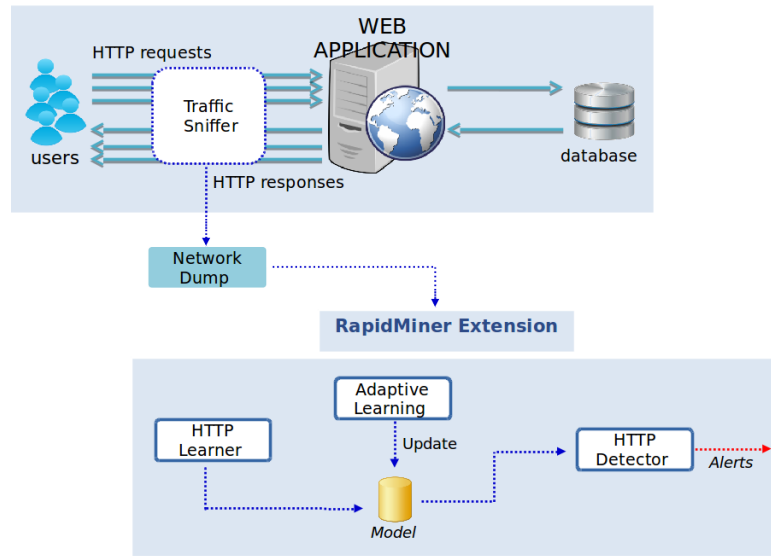 WEB
APPLICATION
HTTP requests
Traffic
Sniffer
users
database
HTTP responses
Network
Dump
RapidMiner Extension
Adaptive
Learning
HTTP
Learner
Update
HTTP
Detector
Alerts
Model